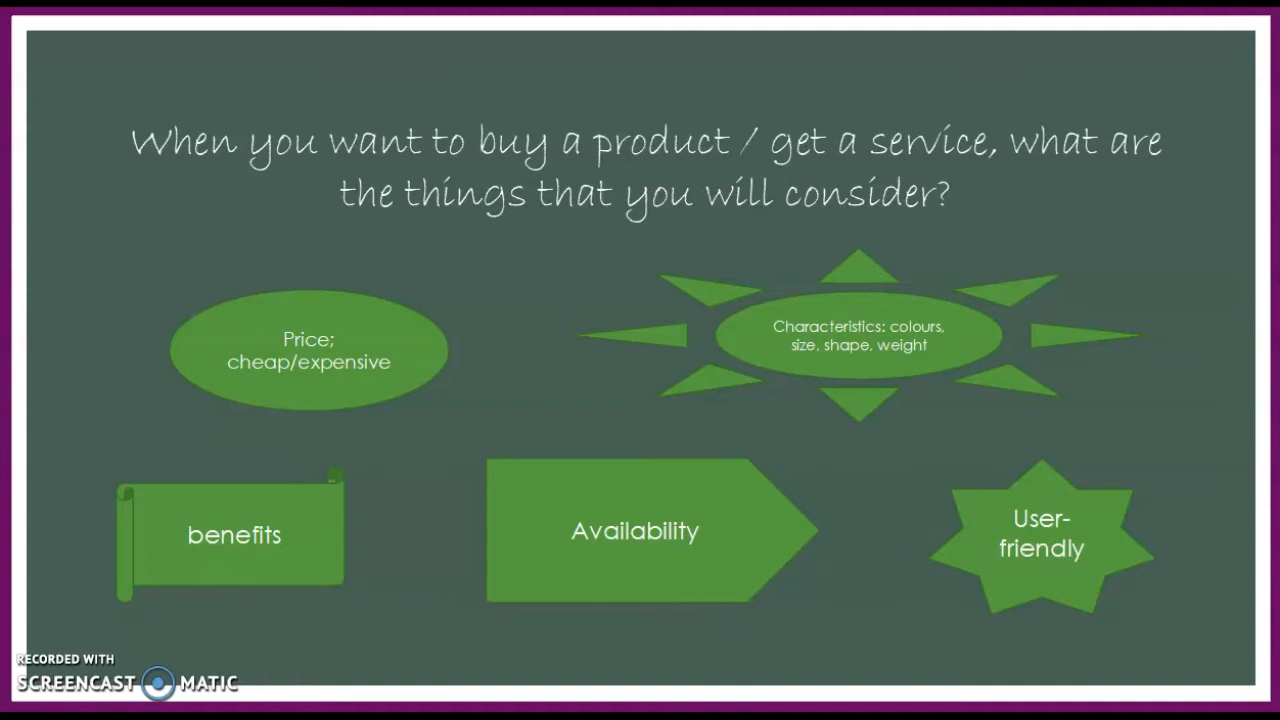 When you want to buy a product / get a service, what are
the things that you will consider?
Price;
cheap/expensive
Characteristics: colours,
size, shape, weight
benefits
Availability
User-
friendly
RECORDED WITH
SCREENCAST MATIC